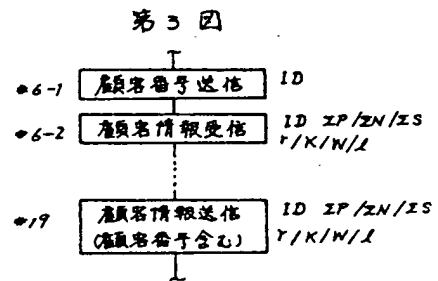 第3図
#6-1 顧客番号送信 ID
#6-2 顧客情報受信 ID ΣP/ΣN/ΣS
r/K/W/l
#19 顧客情報送信 ID ΣP/ΣN/ΣS
(顧客番号含む) r/K/W/l